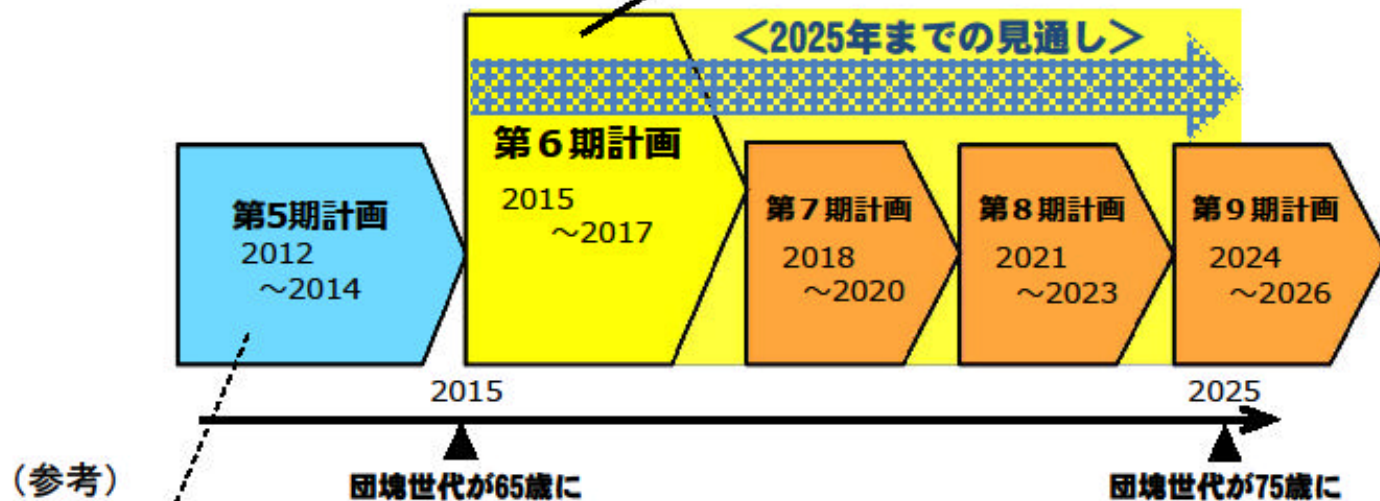 ＜2025年までの見通し＞
第５期計画
2012
～2014
第６期計画
2015
～2017
第７期計画
2018
～2020
第８期計画
2021
～2023
第９期計画
2024
～2026
2015
2025
団塊世代が65歳に
団塊世代が75歳に
（参考）